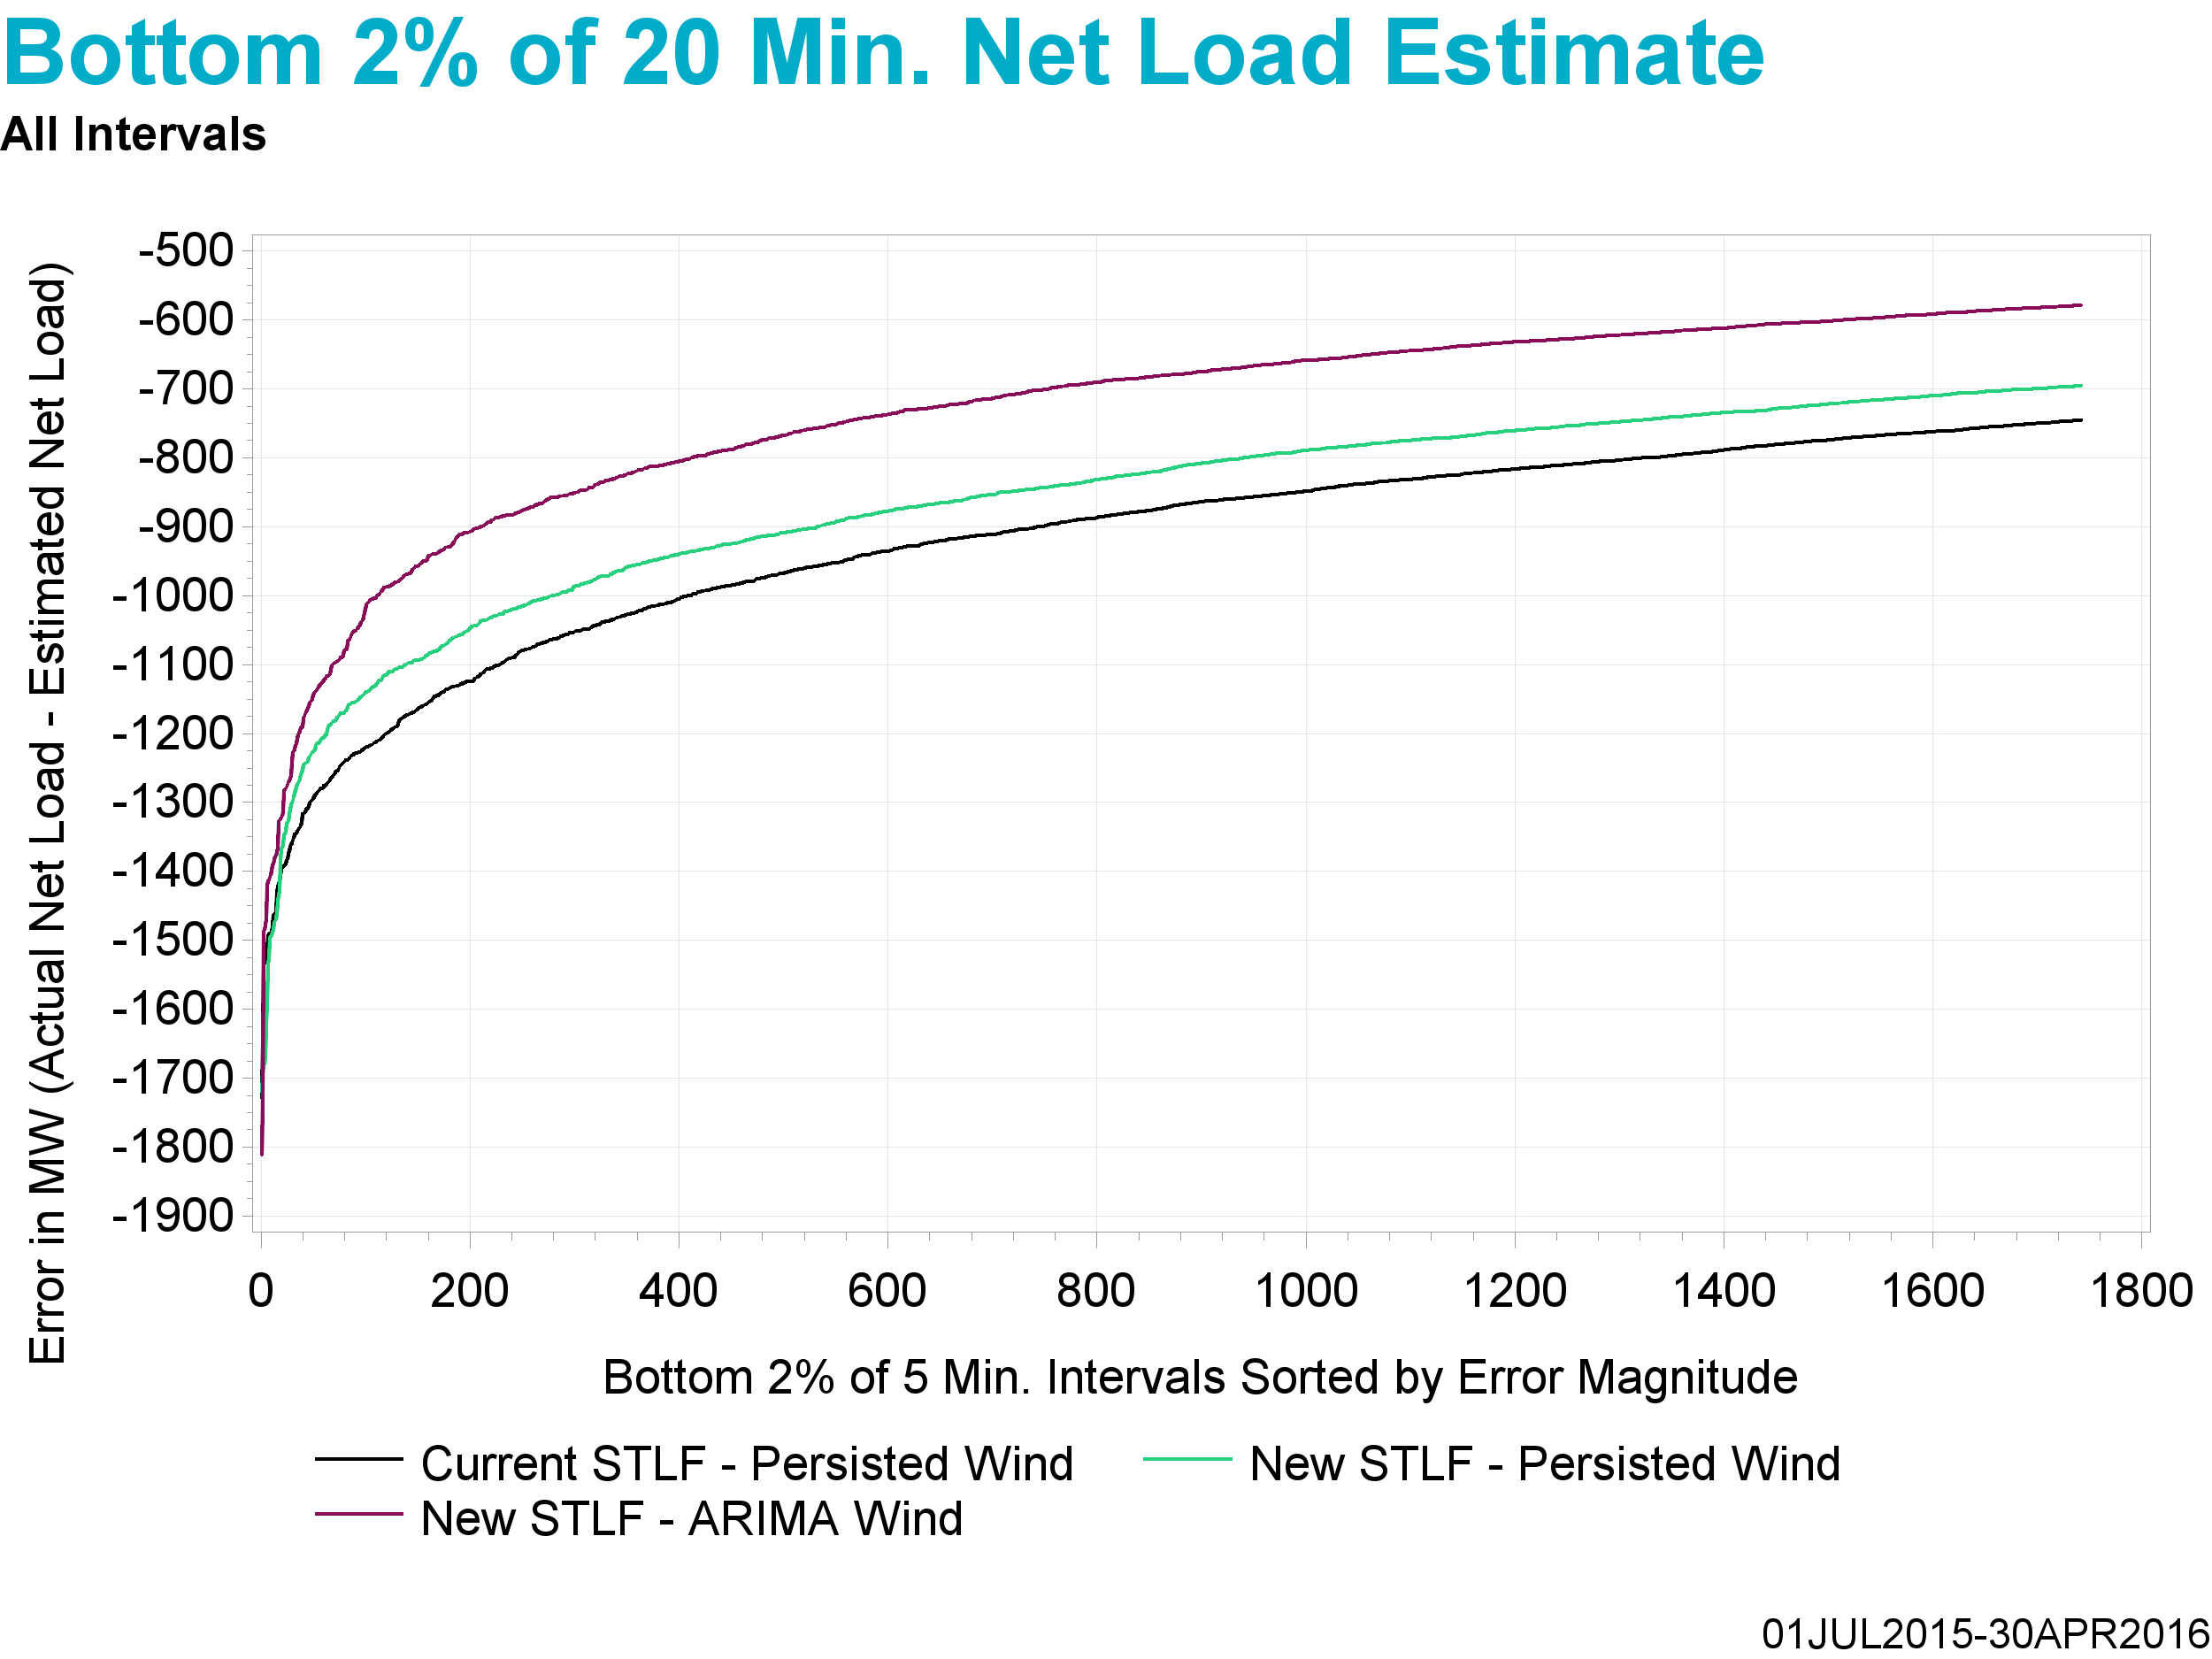 Bottom 2% of 20 Min. Net Load Estimate
All Intervals
Error in MW (Actual Net Load - Estimated Net Load)
-500
-600
-700
-800
-900
-1000
-1100
-1200
-1300
-1400
-1500
-1600
-1700
-1800
-1900
0 200 400 600 800 1000 1200 1400 1600 1800
Bottom 2% of 5 Min. Intervals Sorted by Error Magnitude
Current STLF - Persisted Wind New STLF - Persisted Wind
New STLF - ARIMA Wind
01JUL2015-30APR2016